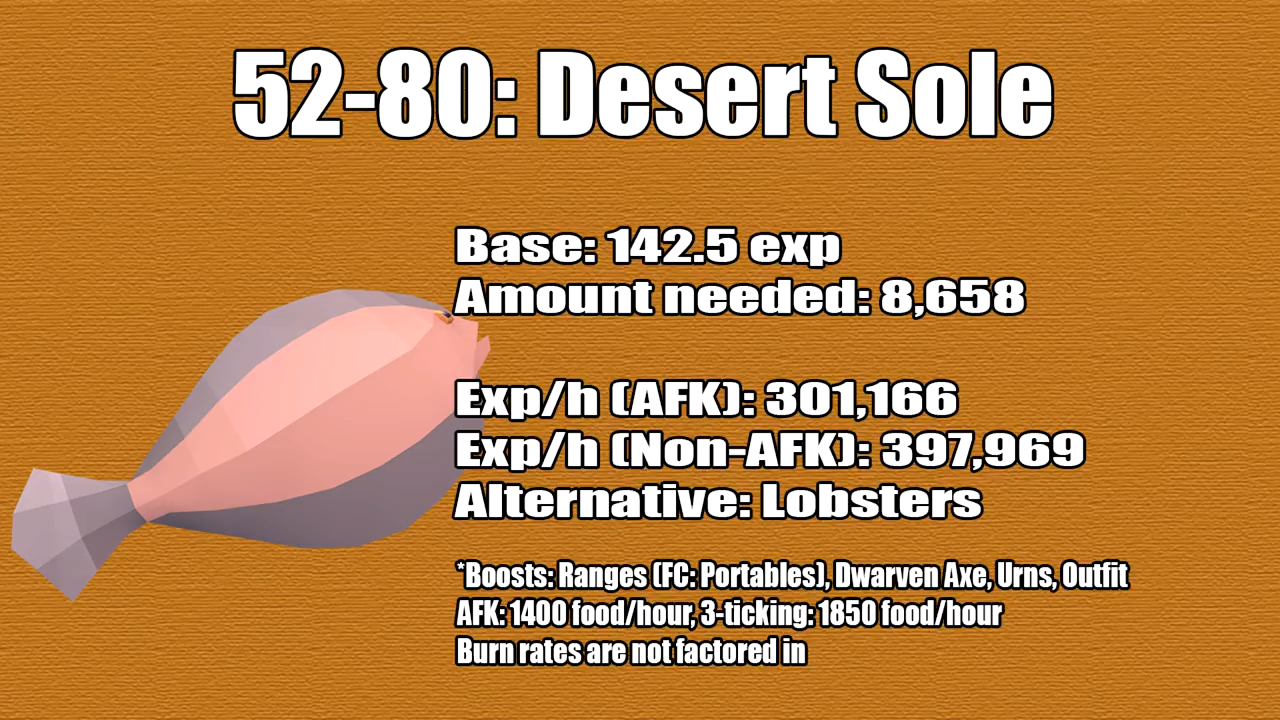 52-80: Desert Sole
Base: 142.5 exp
Amount needed: 8,658
Exp/h (AFK): 301,166
Exp/h (Non-AFK): 397,969
Alternative: Lobsters
*Boosts: Ranges (FC: Portables), Dwarven Axe, Urns, Outfit
AFK: 1400 food/hour, 3-ticking: 1850 food/hour
Burn rates are not factored in